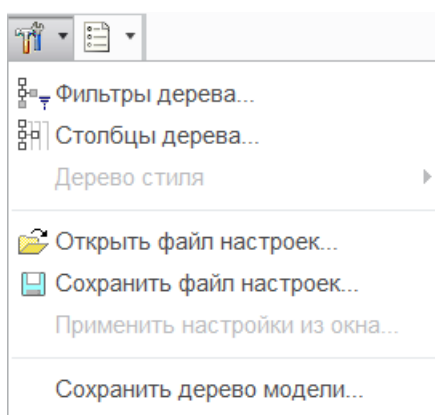 Фильтры дерева...
Столбцы дерева...
Дерево стиля
Открыть файл настроек...
Сохранить файл настроек...
Применить настройки из окна...
Сохранить дерево модели...